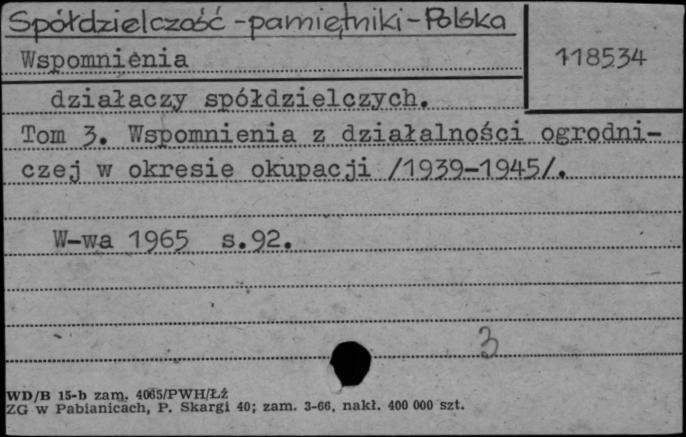 Spółdzielczość - pamiętniki - Polska
Wspomnienia
118534
działaczy spółdzielczych.
Tom 3. Wspomnienia z działalności ogrodni-
czej w okresie okupacji /1939-1945/.
W-wa 1965 s.92.
3
WD/B 15-b zam. 4065/PWH/Łż
ZG w Pabianicach, P. Skargi 40; zam. 3-66, nakł. 400 000 szt.